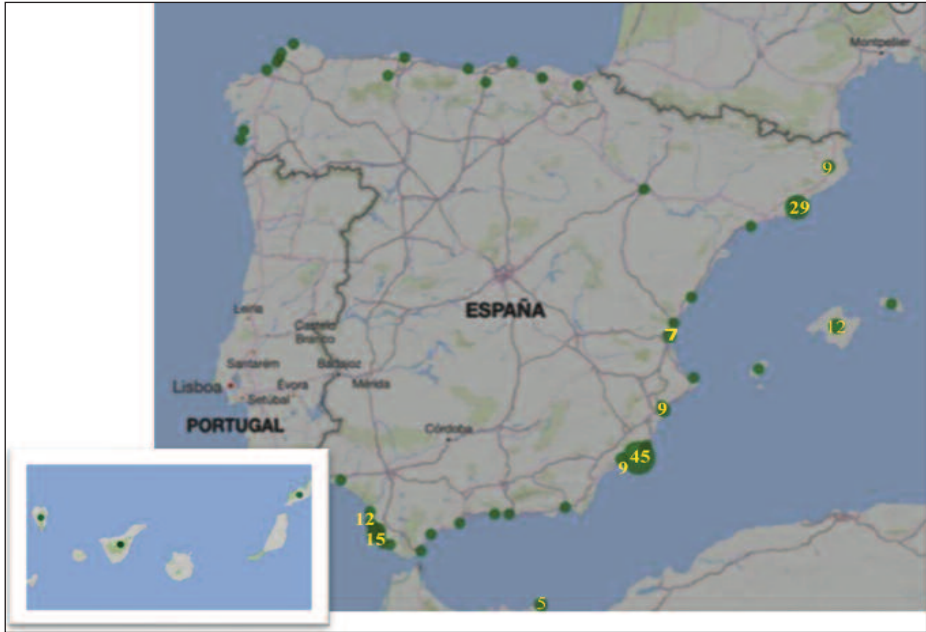 Montpellier
9
29
ESPAÑA
12
7
Leiria
Castelo
Branco
Santarém
Badajoz
Lisboa
Évora
Mérida
Setúbal
9
PORTUGAL
Córdoba
45
9
12
15
5